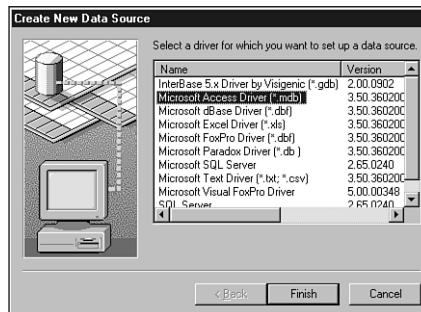 Create New Data Source
Select a driver for which you want to set up a data source.
Name Version
InterBase 5.x Driver by Visigenic (*.gdb) 2.00.0902
Microsoft Access Driver (*.mdb) 3.50.360200
Microsoft dBase Driver (*.dbf) 3.50.360200
Microsoft Excel Driver (*.xls) 3.50.360200
Microsoft FoxPro Driver (*.dbf) 3.50.360200
Microsoft Paradox Driver (*.db ) 3.50.360200
Microsoft SQL Server 2.65.0240
Microsoft Text Driver (*.txt; *.csv) 3.50.360200
Microsoft Visual FoxPro Driver 5.00.00348
SQL Server 2.65.0240
< Back Finish Cancel